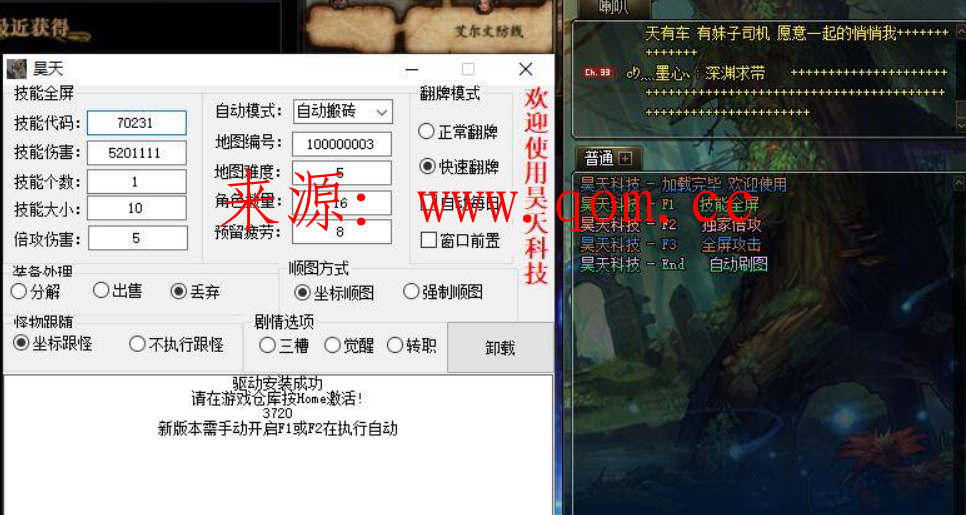 最近获得
艾尔文防线
喇叭
天有车 有妹子司机 愿意一起的悄悄我+++++++
+++++++
Ch.33
深渊求带 +++++++++++++++++++++
++++++++++++++++++++++++++++++++++++++++
++++++++++++++++++++++
昊天
技能全屏
技能代码: 70231
技能伤害: 5201111
技能个数: 1
技能大小: 10
倍攻伤害: 5
自动模式: 自动搬砖
地图编号: 100000003
地图难度: 5
角色数量: 16
预留疲劳: 8
翻牌模式
正常翻牌
快速翻牌
窗口前置
欢迎使用昊天科技
来源: www.qom.cc
装备处理
分解 出售 丢弃
顺图方式
坐标顺图 强制顺图
怪物跟随
坐标跟怪 不执行跟怪
剧情选项
三槽 觉醒 转职
卸载
驱动安装成功
请在游戏仓库按Home激活!
3720
新版本需手动开启F1或F2在执行自动
普通 +
昊天科技 - 加载完毕 欢迎使用
昊天科技 - F1 技能全屏
昊天科技 - F2 独家倍攻
昊天科技 - F3 全屏攻击
昊天科技 - End 自动刷图